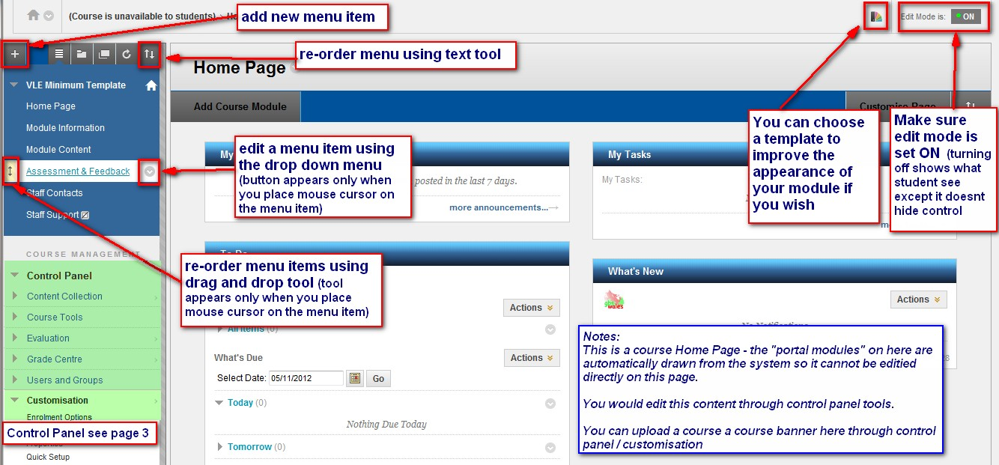 (Course is unavailable to students)
add new menu item
Edit Mode is:
ON
re-order menu using text tool
Home Page
VLE Minimum Template
Home Page
Module Information
Module Content
Assessment & Feedback
Staff Contacts
Staff Support
Add Course Module
Customise Page
My
edit a menu item using
the drop down menu
(button appears only when
you place mouse cursor on
the menu item)
posted in the last 7 days.
more announcements...
My Tasks
My Tasks:
You can choose
a template to
improve the
appearance of
your module if
you wish
Make sure
edit mode is
set ON (turning
off shows what
student see
except it doesnt
hide control
COURSE MANAGEMENT
Control Panel
Content Collection
Course Tools
Evaluation
Grade Centre
Users and Groups
Customisation
Enrolment Options
Control Panel see page 3
Properties
Quick Setup
To Do
re-order menu items using
drag and drop tool (tool
appears only when you place
mouse cursor on the menu item)
Actions
All Items (0)
What's Due
Actions
Select Date: 05/11/2012 Go
Today (0)
Nothing Due Today
Tomorrow (0)
What's New
wales
Actions
No Notifications
Notes:
This is a course Home Page - the "portal modules" on here are
automatically drawn from the system so it cannot be editied
directly on this page.
You would edit this content through control panel tools.
You can upload a course a course banner here through control
panel / customisation